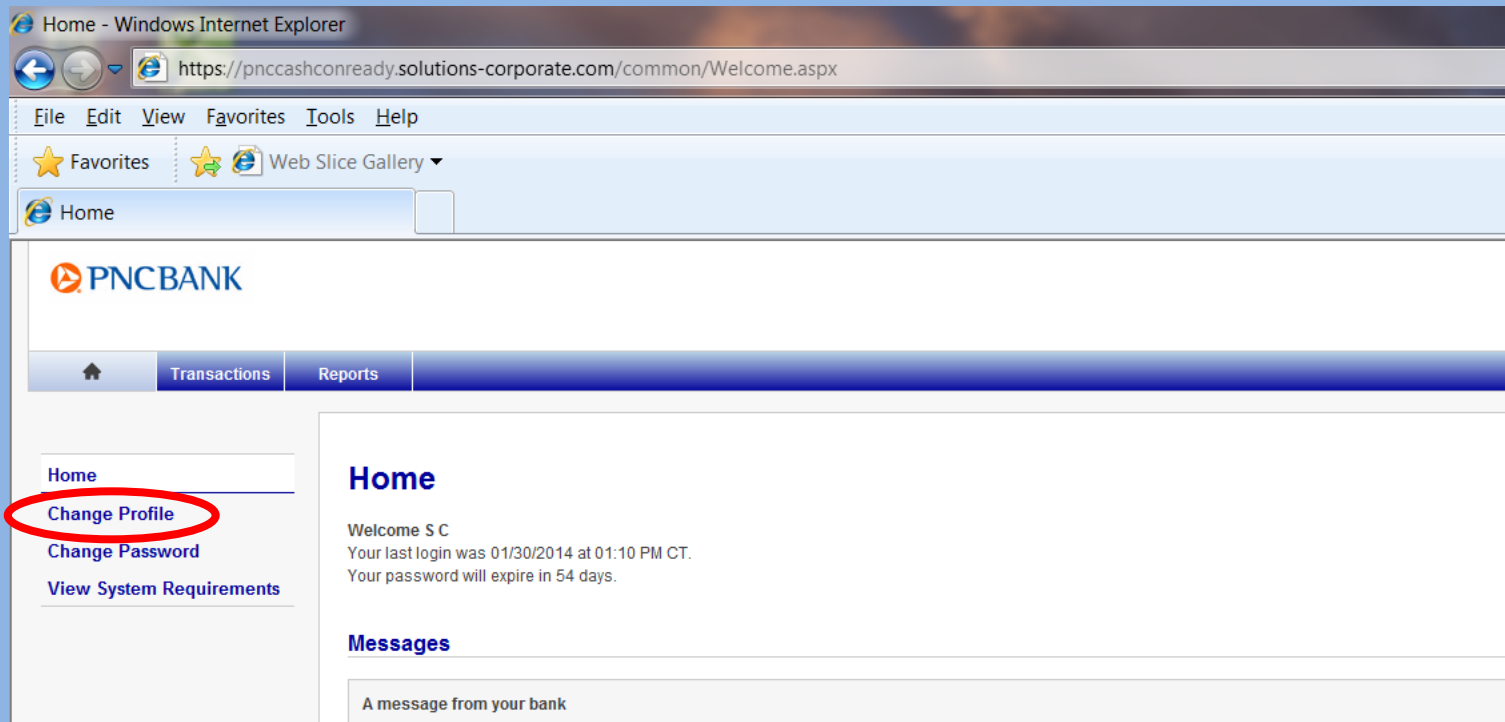 Home - Windows Internet Explorer
https://pnccashconready.solutions-corporate.com/common/Welcome.aspx
File Edit View Favorites Tools Help
Favorites Web Slice Gallery
Home
PNCBANK
Transactions Reports
Home
Change Profile
Change Password
View System Requirements
Home
Welcome S C
Your last login was 01/30/2014 at 01:10 PM CT.
Your password will expire in 54 days.
Messages
A message from your bank